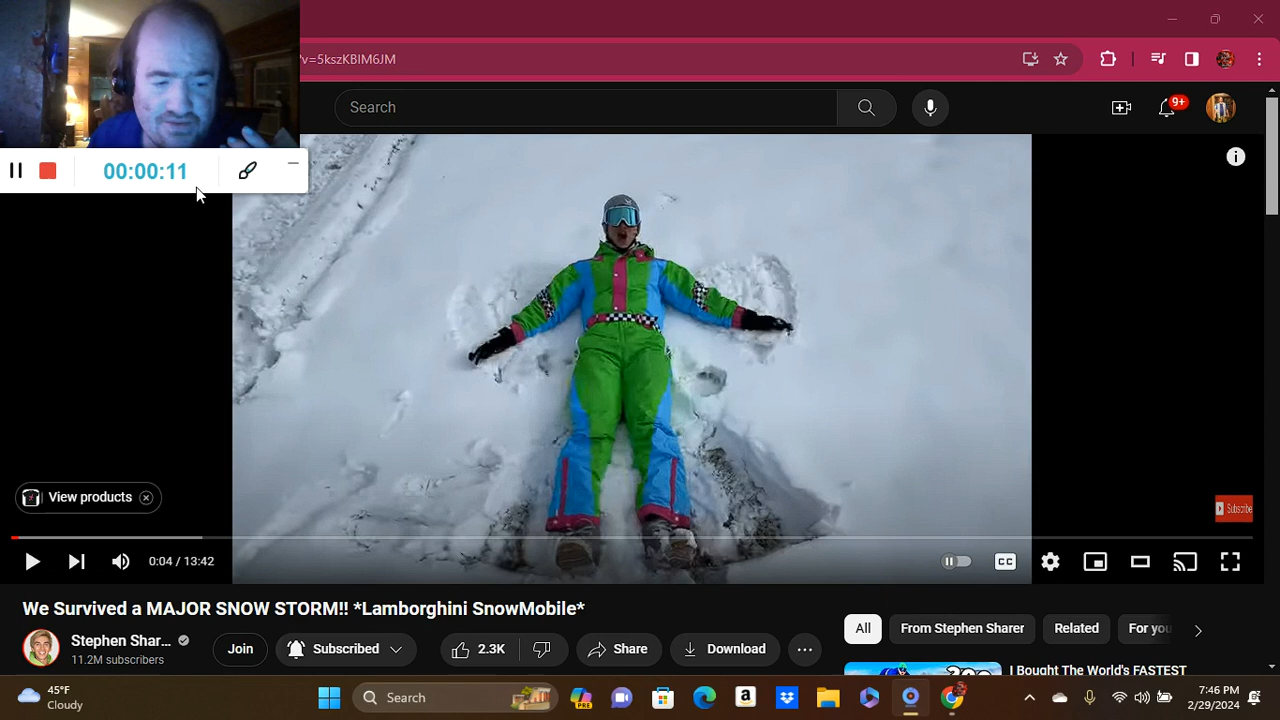 ?v=5kszKBIM6JM
Search
9+
00:00:11
View products
Subscribe
0:04 / 13:42
CC
We Survived a MAJOR SNOW STORM!! *Lamborghini SnowMobile*
Stephen Shar...
11.2M subscribers
Join
Subscribed
2.3K
Share
Download
All
From Stephen Sharer
Related
For you
I Bought The World's FASTEST
45°F
Cloudy
Search
PRE
7:46 PM
2/29/2024